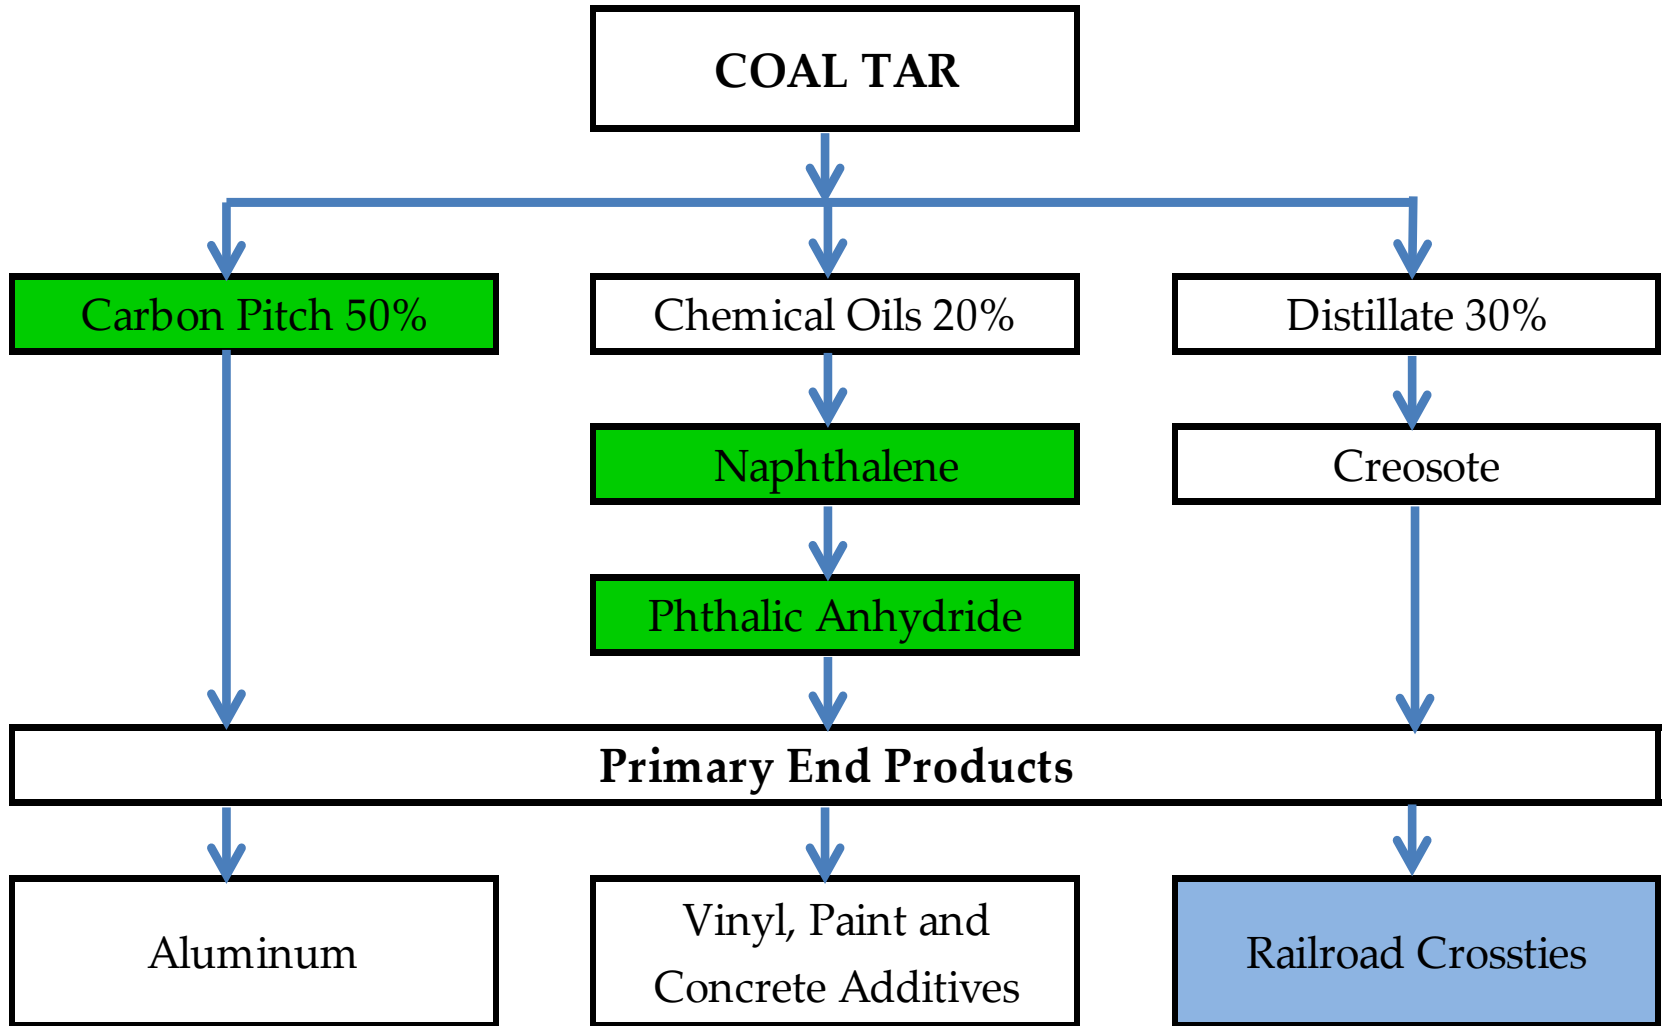 COAL TAR
Carbon Pitch 50%
Chemical Oils 20%
Distillate 30%
Naphthalene
Creosote
Phthalic Anhydride
Primary End Products
Aluminum
Vinyl, Paint and
Concrete Additives
Railroad Crossties